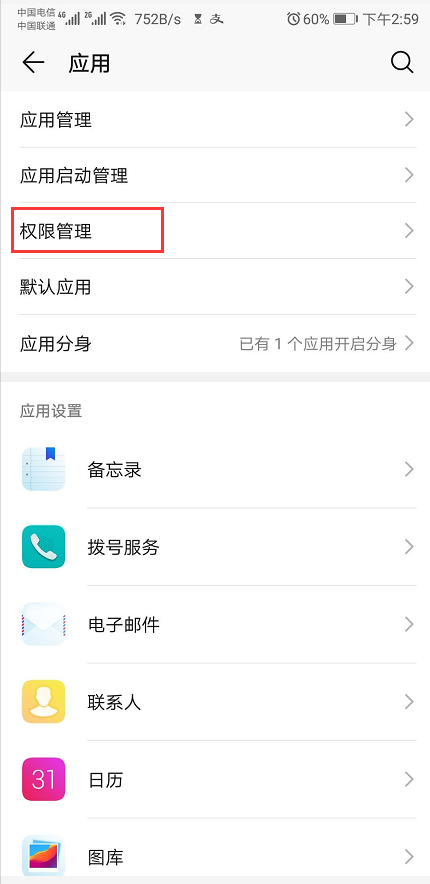 中国电信 4G 2G 752B/s 支 60% 下午2:59
中国联通
应用
应用管理
应用启动管理
权限管理
默认应用
应用分身 已有 1 个应用开启分身
应用设置
备忘录
拨号服务
电子邮件
联系人
31 日历
图库